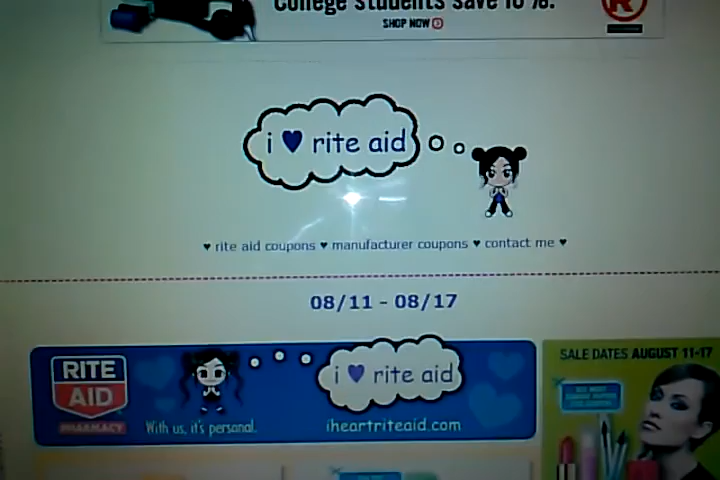 College students save 10%.
SHOP NOW
i ♥ rite aid
♥ rite aid coupons ♥ manufacturer coupons ♥ contact me ♥
08/11 - 08/17
RITE AID PHARMACY
With us, it's personal.
i ♥ rite aid
iheartriteaid.com
SALE DATES AUGUST 11-17